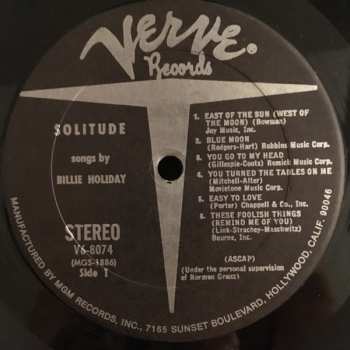 Verve
Records
SOLITUDE
songs by
BILLIE HOLIDAY
STEREO
V6-8074
(MGS-1886)
Side 1
1. EAST OF THE SUN (WEST OF
THE MOON) (Bowman)
Joy Music, Inc.
2. BLUE MOON
(Rodgers-Hart) Robbins Music Corp.
3. YOU GO TO MY HEAD
(Gillespie-Coots) Remick Music Corp.
4. YOU TURNED THE TABLES ON ME
(Mitchell-Alter)
Movietone Music Corp.
5. EASY TO LOVE
(Porter) Chappell & Co., Inc.
6. THESE FOOLISH THINGS
(REMIND ME OF YOU)
(Link-Strachey-Maschwitz)
Bourne, Inc.
(ASCAP)
(Under the personal supervision
of Norman Granz)
MANUFACTURED BY MGM RECORDS, INC., 7165 SUNSET BOULEVARD, HOLLYWOOD, CALIF. 90046